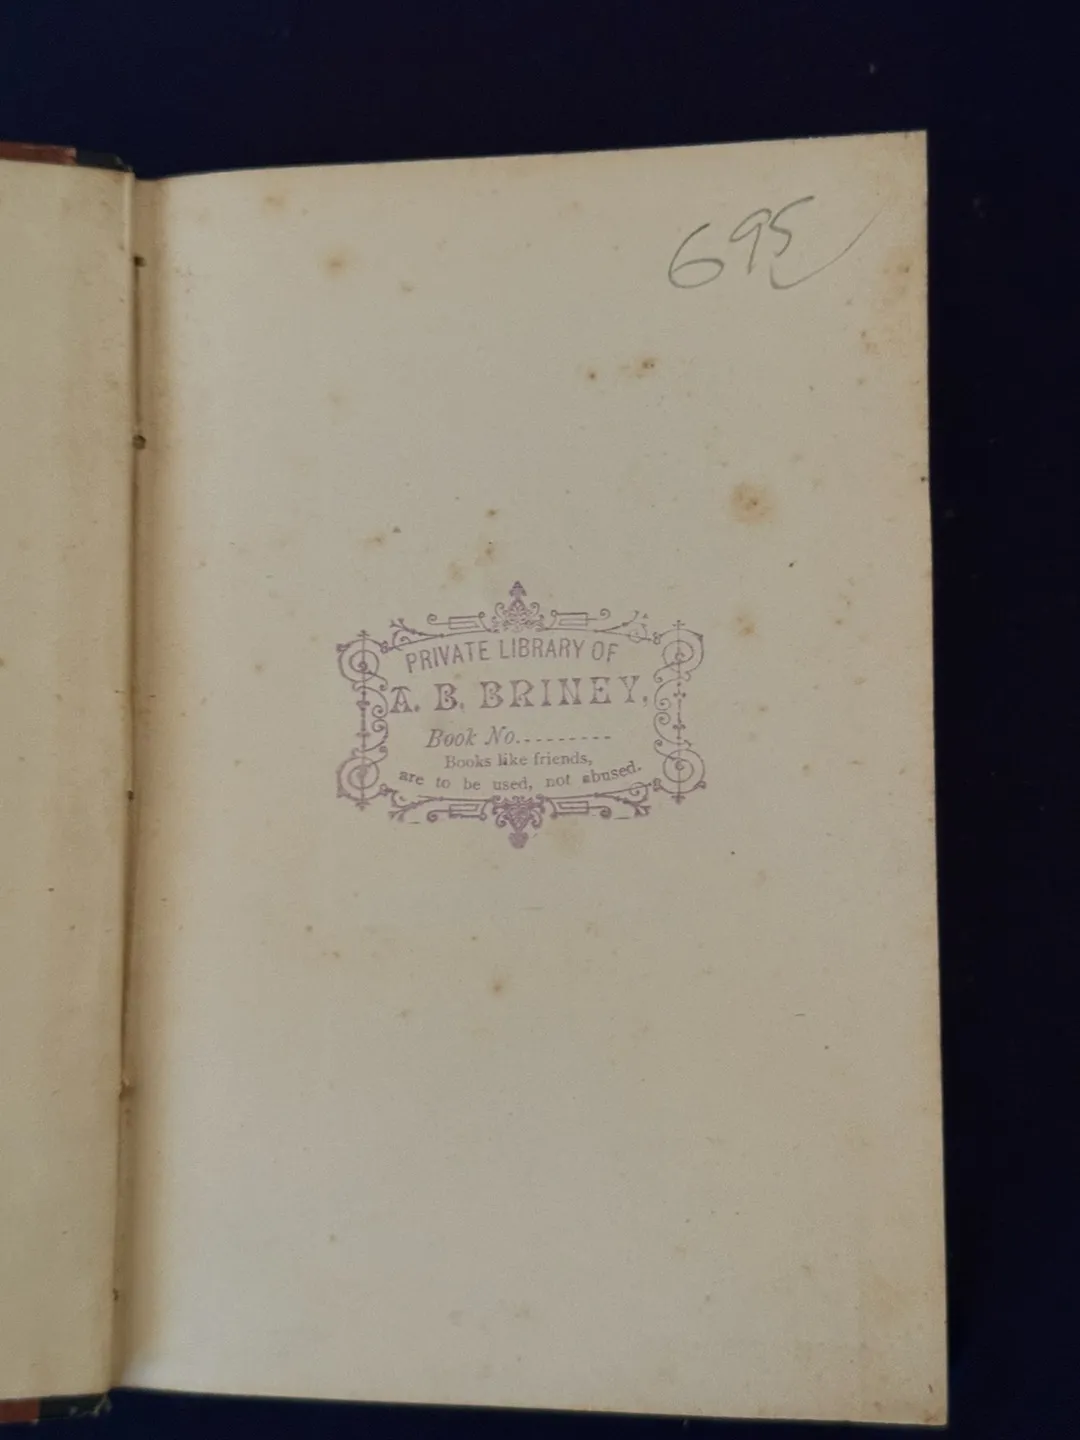 695
PRIVATE LIBRARY OF
A. B. BRINEY.
Book No.........
Books like friends,
are to be used, not abused.